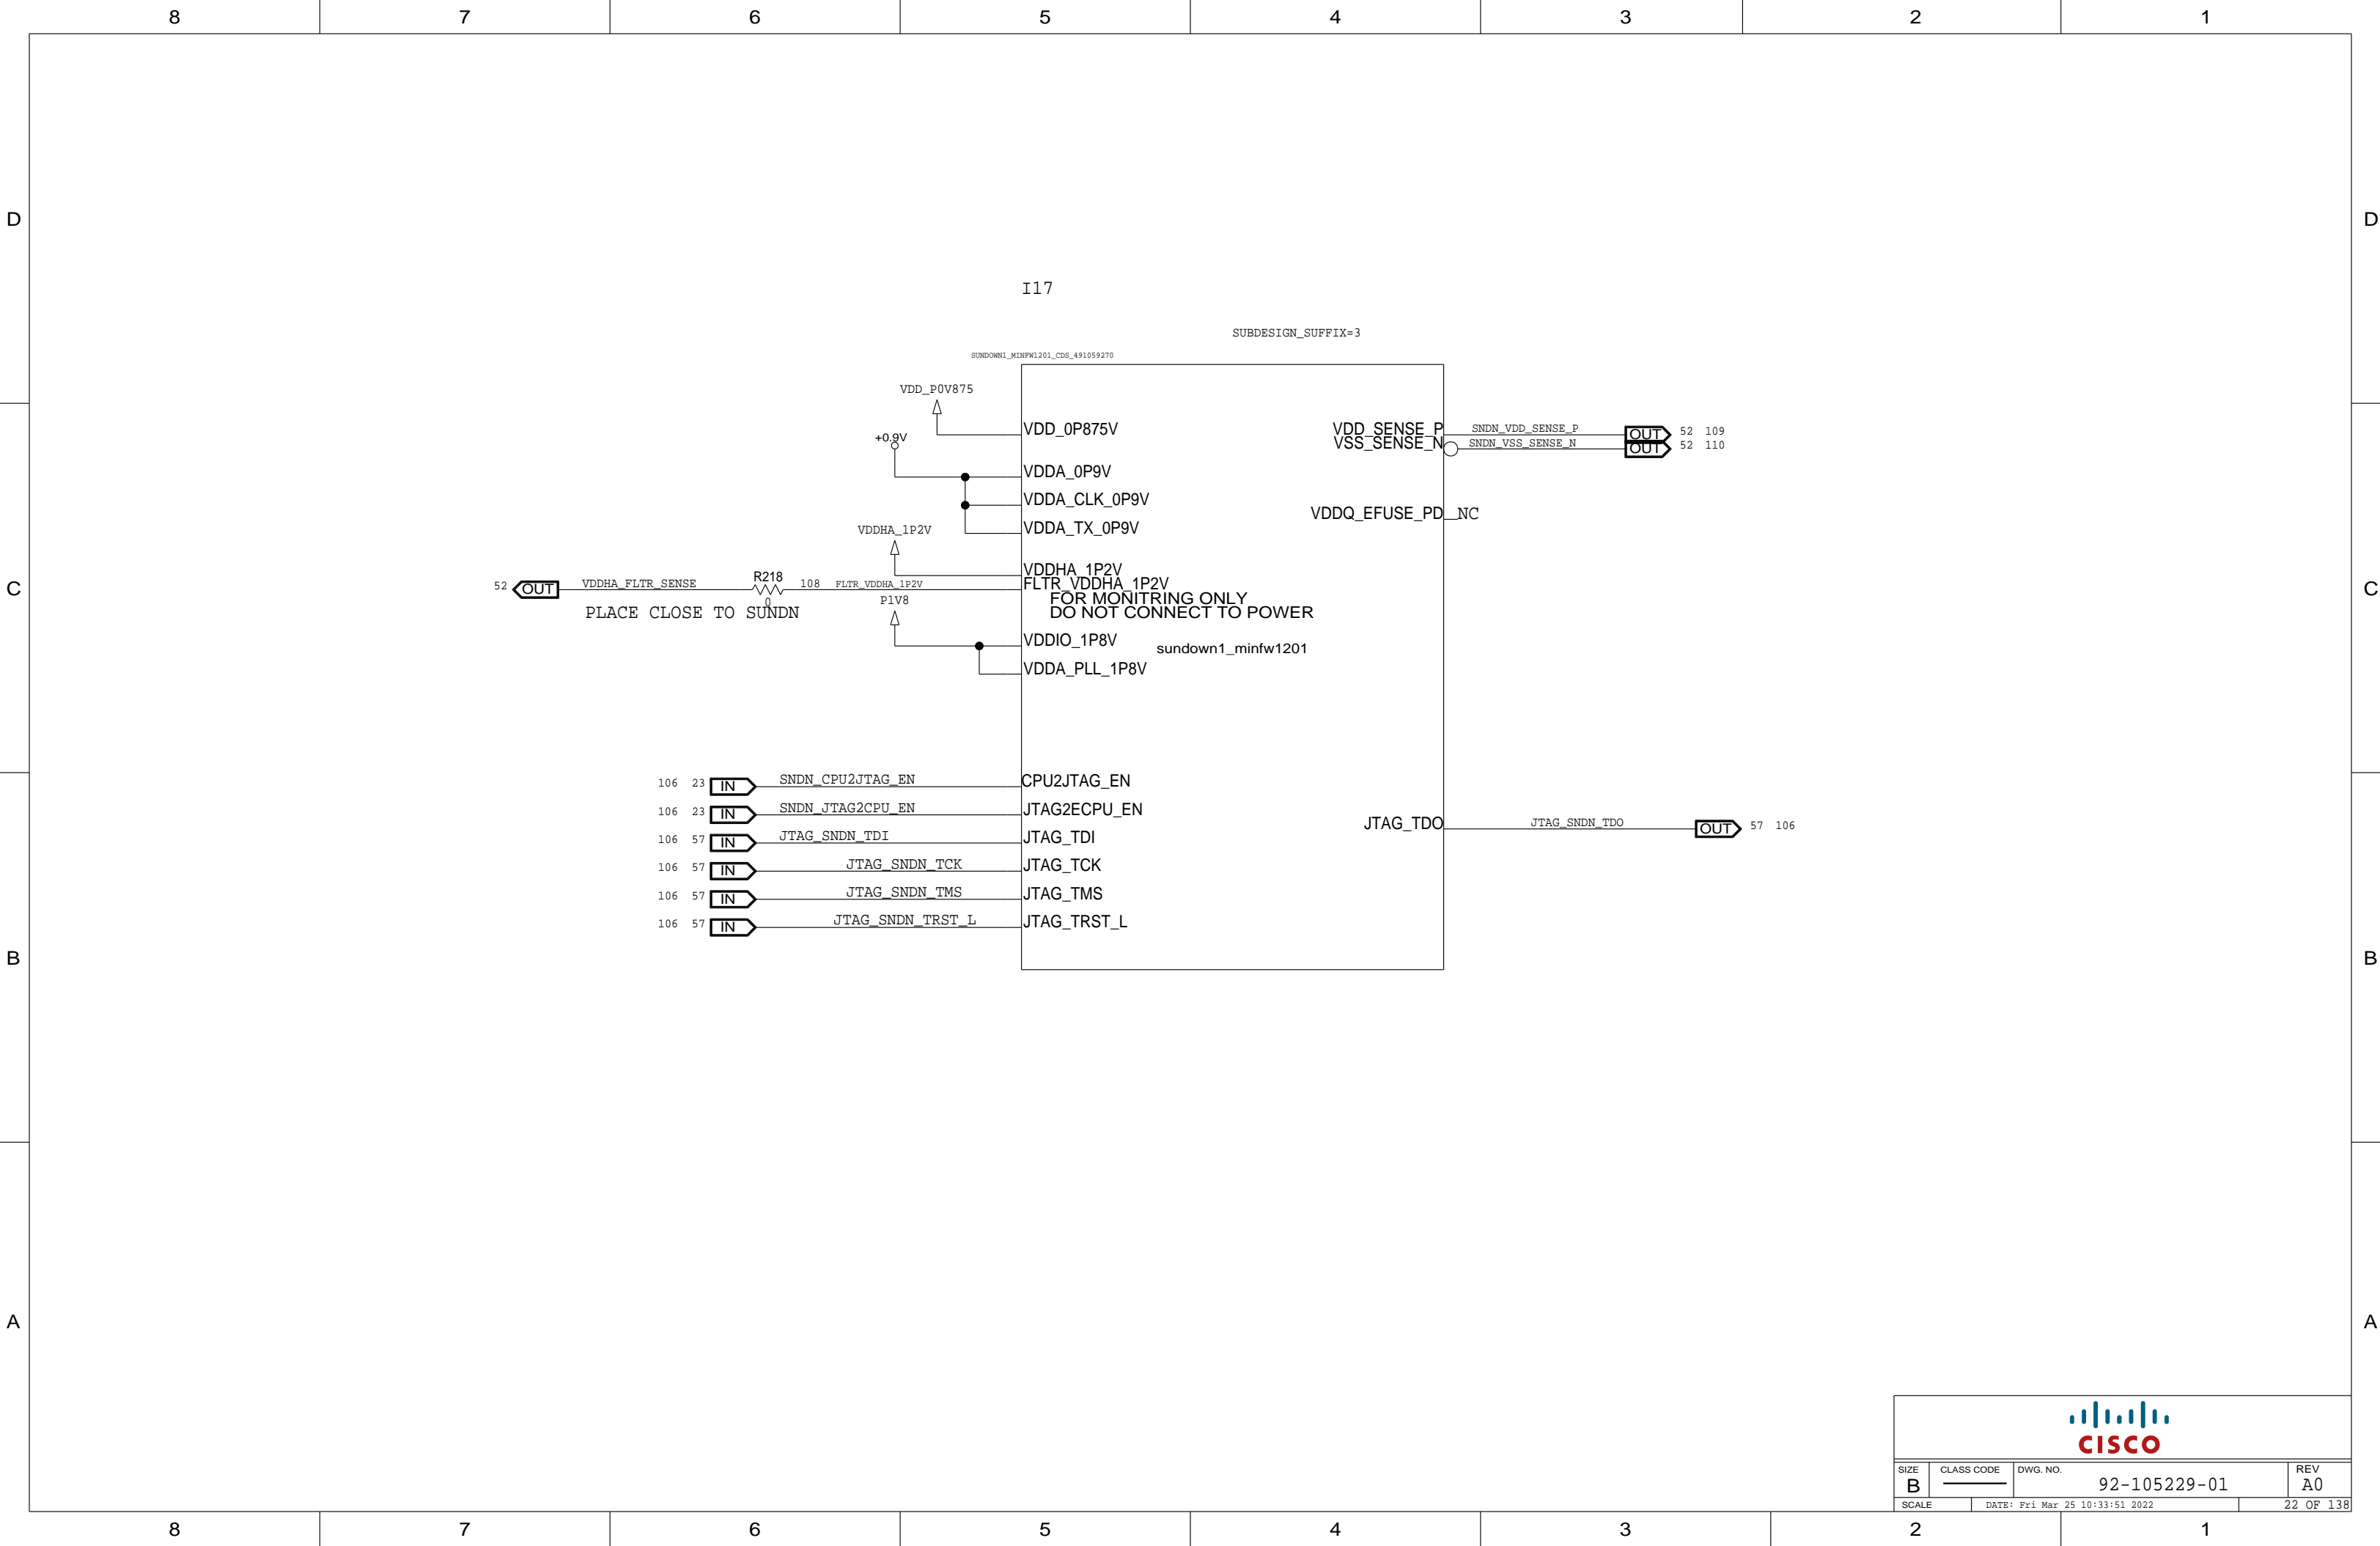 8 7 6 5 4 3 2 1
D D
I17
SUBDESIGN_SUFFIX=3
SUNDOWN1_MINFW1201_CDS_491059270
VDD_P0V875
VDD_0P875V
VDD_SENSE_P SNDN_VDD_SENSE_P OUT 52 109
+0.9V
VSS_SENSE_N SNDN_VSS_SENSE_N OUT 52 110
VDDA_0P9V
VDDA_CLK_0P9V
VDDQ_EFUSE_PD NC
VDDA_TX_0P9V
VDDHA_1P2V
VDDHA_1P2V
52 OUT VDDHA_FLTR_SENSE R218 108 FLTR_VDDHA_1P2V FLTR_VDDHA_1P2V
C C
0
P1V8
FOR MONITRING ONLY
PLACE CLOSE TO SUNDN
DO NOT CONNECT TO POWER
VDDIO_1P8V
sundown1_minfw1201
VDDA_PLL_1P8V
106 23 IN SNDN_CPU2JTAG_EN CPU2JTAG_EN
106 23 IN SNDN_JTAG2CPU_EN JTAG2ECPU_EN
JTAG_TDO JTAG_SNDN_TDO OUT 57 106
106 57 IN JTAG_SNDN_TDI JTAG_TDI
106 57 IN JTAG_SNDN_TCK JTAG_TCK
106 57 IN JTAG_SNDN_TMS JTAG_TMS
106 57 IN JTAG_SNDN_TRST_L JTAG_TRST_L
B B
A A
CISCO
SIZE CLASS CODE DWG. NO. REV
B 92-105229-01 A0
SCALE DATE: Fri Mar 25 10:33:51 2022 22 OF 138
8 7 6 5 4 3 2 1